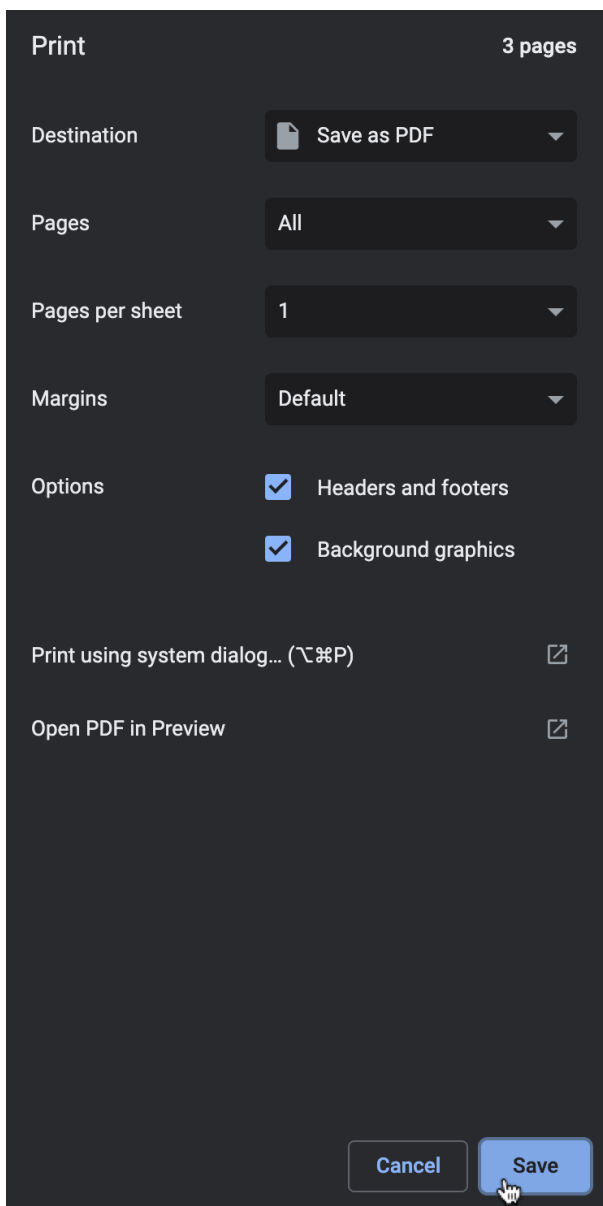 Print 3 pages
Destination Save as PDF
Pages All
Pages per sheet 1
Margins Default
Options Headers and footers
Background graphics
Print using system dialog... (⌥⌘P)
Open PDF in Preview
Cancel Save